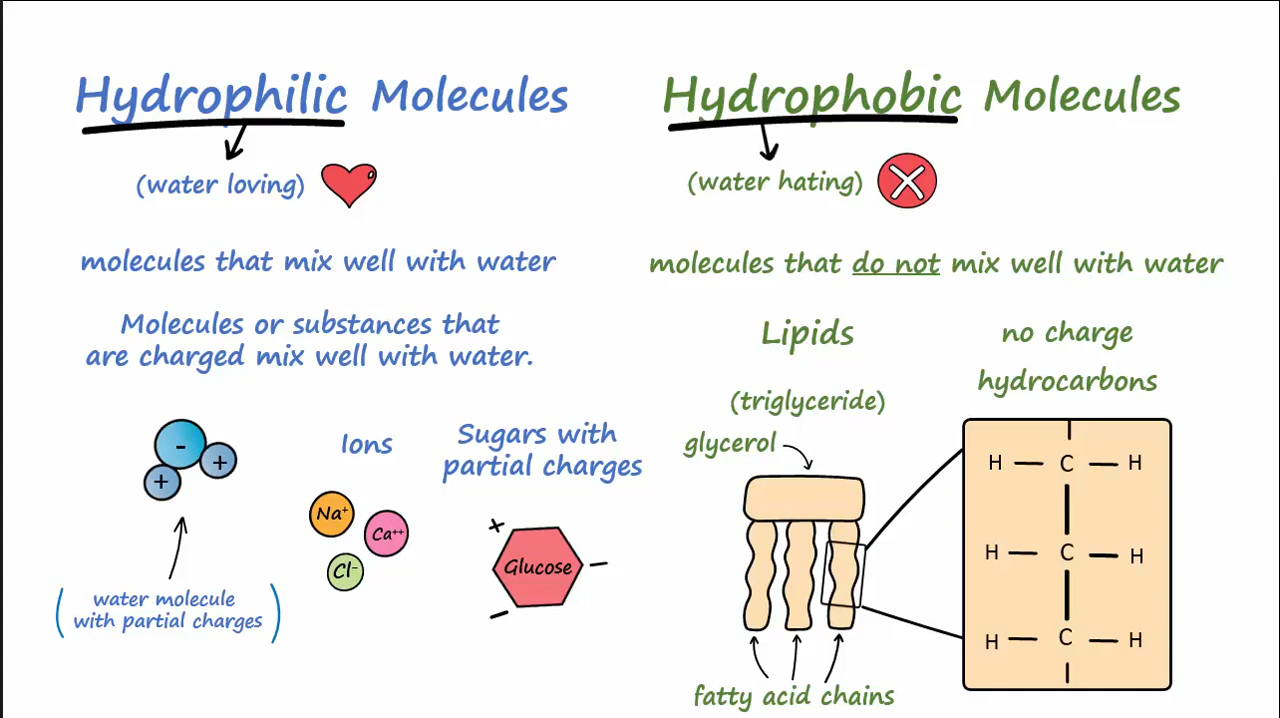 Hydrophilic Molecules
(water loving)
molecules that mix well with water
Molecules or substances that
are charged mix well with water.
- 
+
+
water molecule
with partial charges
Ions
Na⁺
Ca⁺⁺
Cl⁻
Sugars with
partial charges
+
Glucose
−
−
Hydrophobic Molecules
(water hating)
molecules that do not mix well with water
Lipids
(triglyceride)
glycerol
fatty acid chains
no charge
hydrocarbons
H — C — H
H — C — H
H — C — H